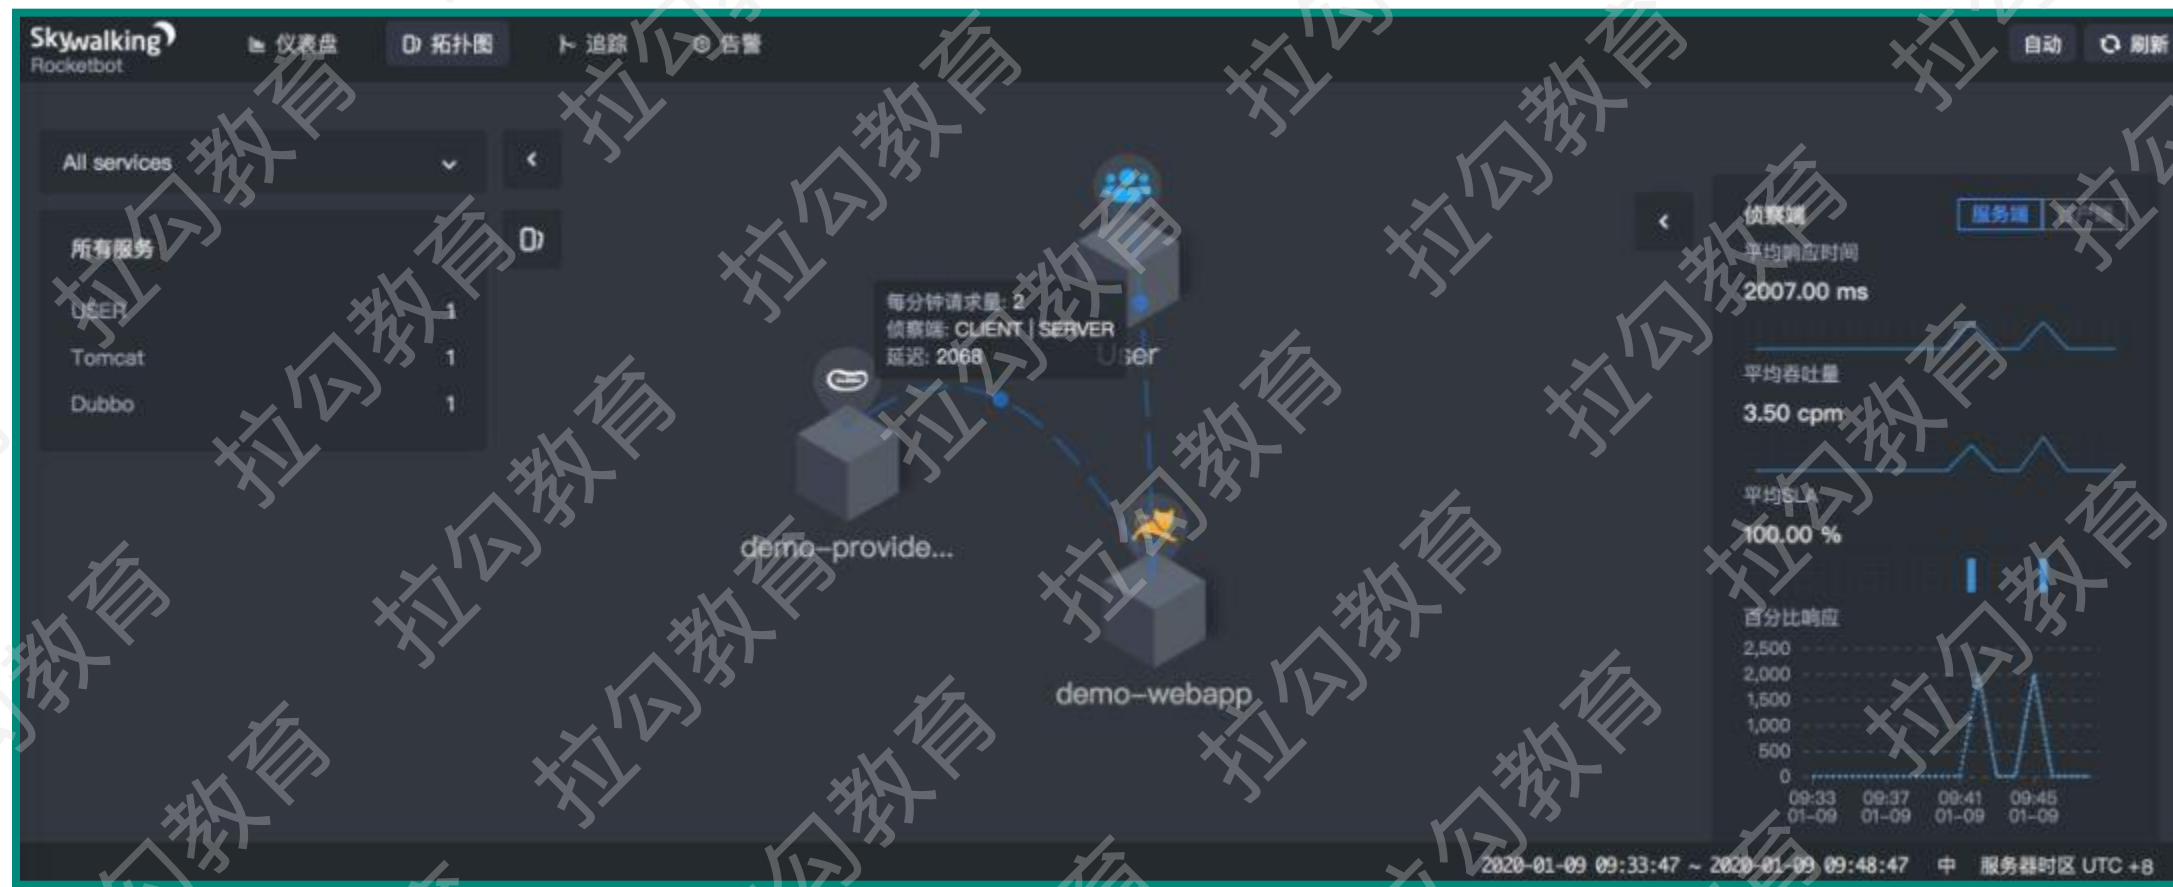 Skywalking
Rocketbot
仪表盘
拓扑图
追踪
告警
自动
刷新
All services
所有服务
USER 1
Tomcat 1
Dubbo 1
每分钟请求量: 2
侦察端: CLIENT | SERVER
延迟: 2068
User
demo-provide...
demo-webapp
侦察端
服务端
平均响应时间
2007.00 ms
平均吞吐量
3.50 cpm
平均SLA
100.00 %
百分比响应
2,500
2,000
1,500
1,000
500
0
09:33 09:37 09:41 09:45
01-09 01-09 01-09 01-09
2020-01-09 09:33:47 ~ 2020-01-09 09:48:47 中 服务器时区 UTC +8
拉勾教育